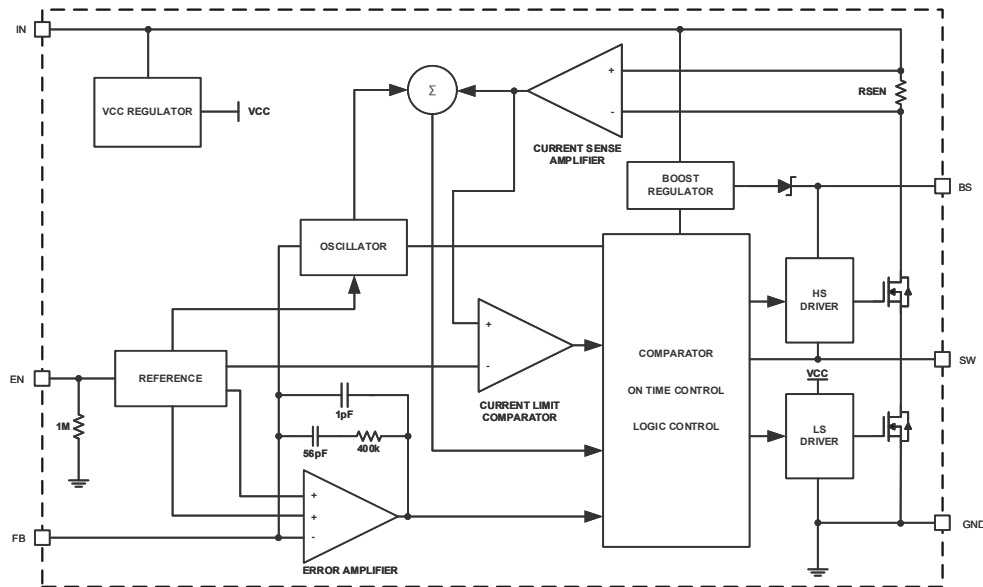 IN
VCC REGULATOR
VCC
Σ
+
-
CURRENT SENSE
AMPLIFIER
RSEN
BOOST
REGULATOR
BS
OSCILLATOR
HS
DRIVER
+
-
CURRENT LIMIT
COMPARATOR
COMPARATOR
ON TIME CONTROL
LOGIC CONTROL
SW
EN
REFERENCE
1M
1pF
56pF
400k
VCC
LS
DRIVER
+
+
-
ERROR AMPLIFIER
FB
GND